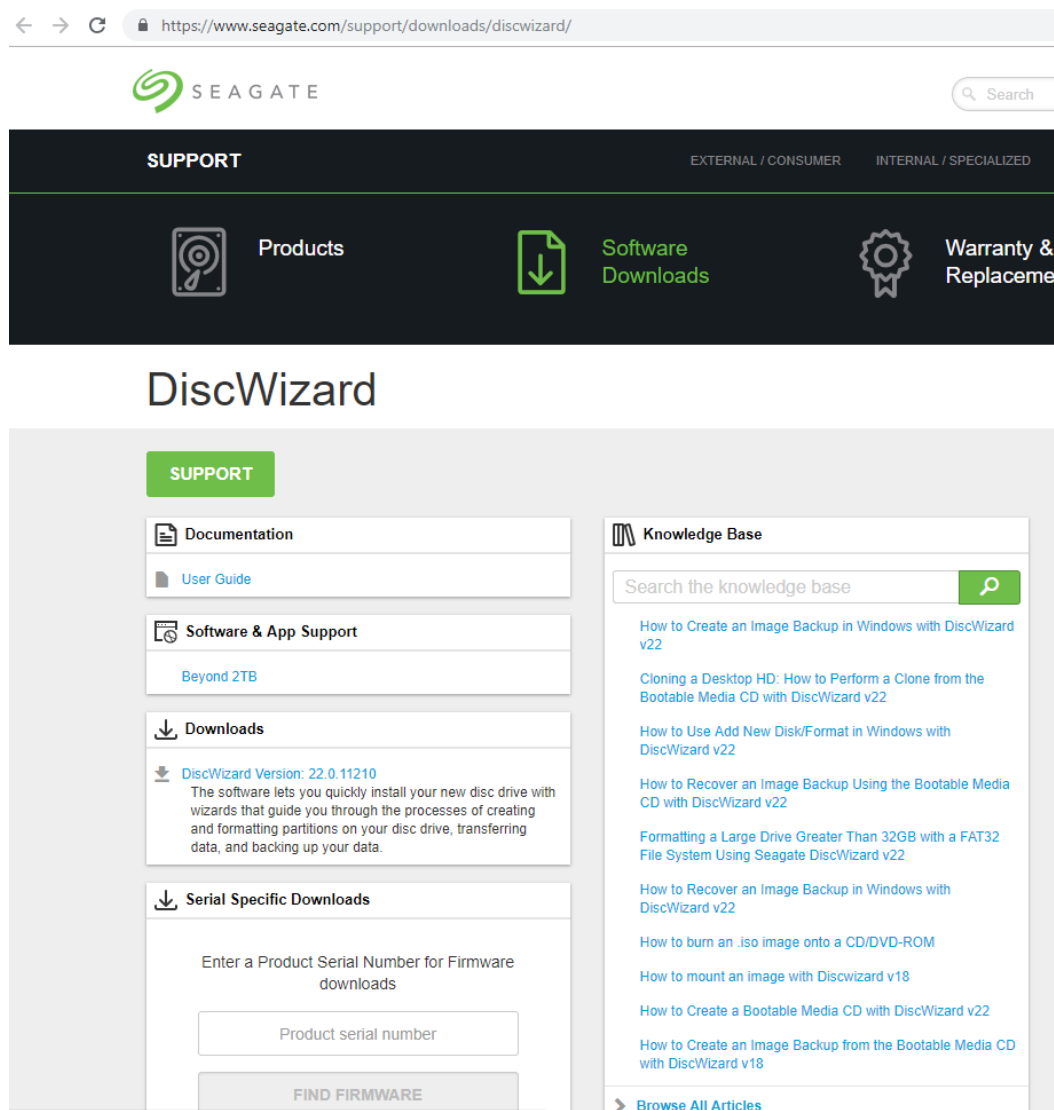 https://www.seagate.com/support/downloads/discwizard/
SEAGATE
Search
SUPPORT
EXTERNAL / CONSUMER
INTERNAL / SPECIALIZED
Products
Software
Downloads
Warranty &
Replaceme
DiscWizard
SUPPORT
Documentation
User Guide
Software & App Support
Beyond 2TB
Downloads
DiscWizard Version: 22.0.11210
The software lets you quickly install your new disc drive with
wizards that guide you through the processes of creating
and formatting partitions on your disc drive, transferring
data, and backing up your data.
Serial Specific Downloads
Enter a Product Serial Number for Firmware
downloads
Product serial number
FIND FIRMWARE
Knowledge Base
Search the knowledge base
How to Create an Image Backup in Windows with DiscWizard
v22
Cloning a Desktop HD: How to Perform a Clone from the
Bootable Media CD with DiscWizard v22
How to Use Add New Disk/Format in Windows with
DiscWizard v22
How to Recover an Image Backup Using the Bootable Media
CD with DiscWizard v22
Formatting a Large Drive Greater Than 32GB with a FAT32
File System Using Seagate DiscWizard v22
How to Recover an Image Backup in Windows with
DiscWizard v22
How to burn an .iso image onto a CD/DVD-ROM
How to mount an image with Discwizard v18
How to Create a Bootable Media CD with DiscWizard v22
How to Create an Image Backup from the Bootable Media CD
with DiscWizard v18
Browse All Articles